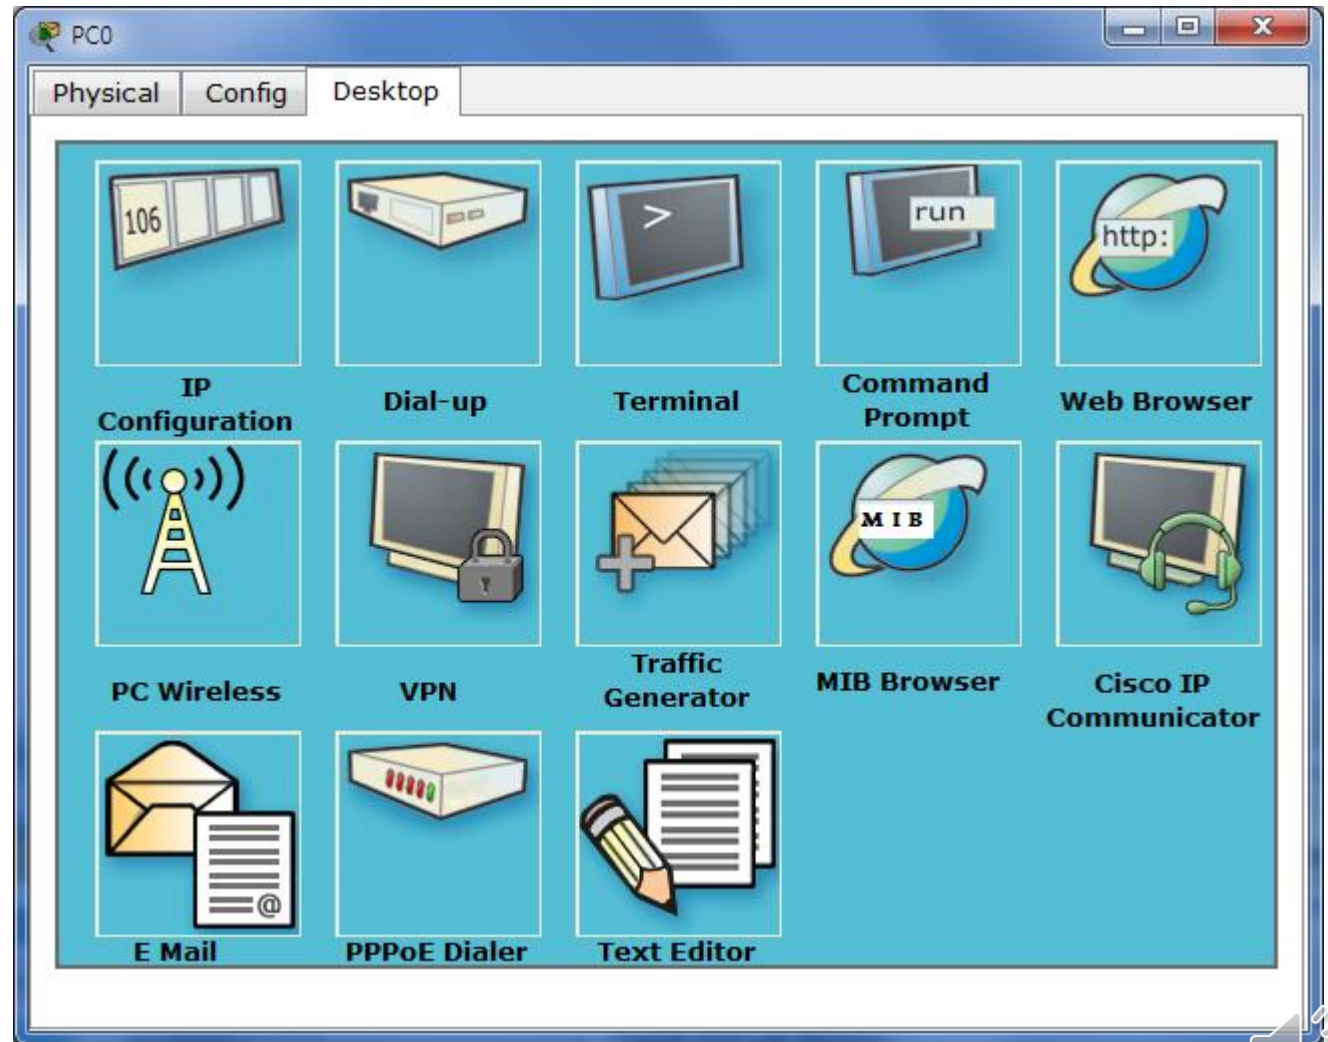 PC0
Physical Config Desktop
106
>
run
http:
IP
Configuration
Dial-up
Terminal
Command
Prompt
Web Browser
MIB
PC Wireless
VPN
Traffic
Generator
MIB Browser
Cisco IP
Communicator
@
E Mail
PPPoE Dialer
Text Editor